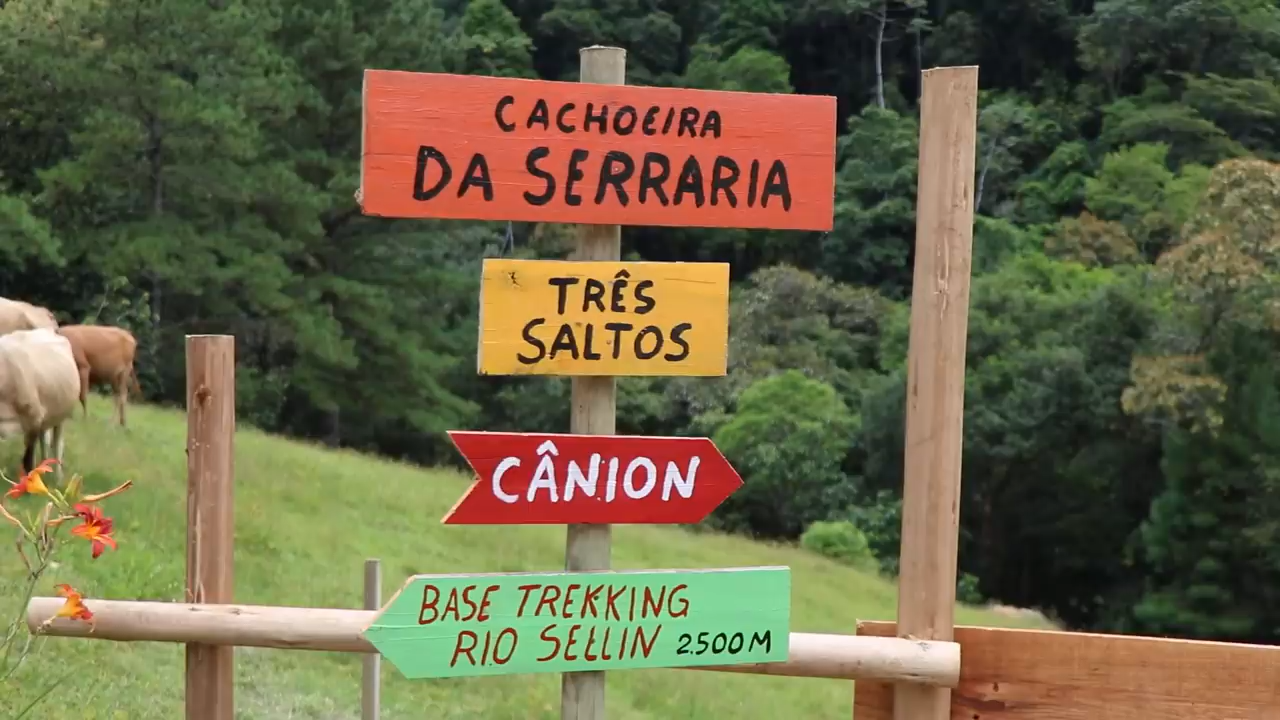 CACHOEIRA
DA SERRARIA
TRÊS
SALTOS
CÂNION
BASE TREKKING
RIO SELLIN 2.500M